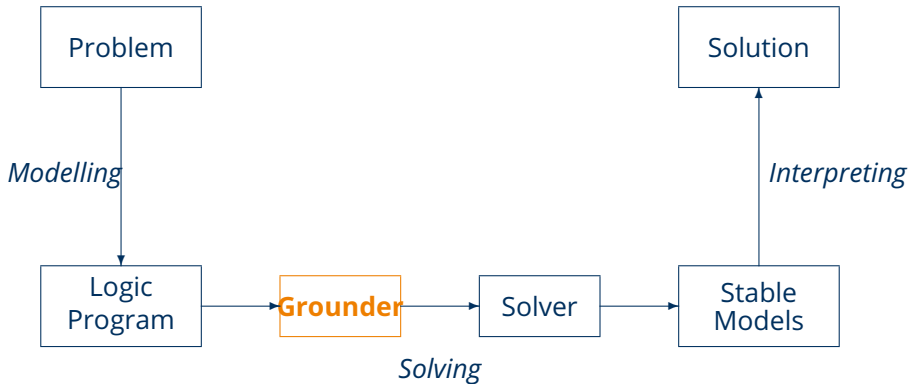 Problem
Solution
Modelling
Interpreting
Logic
Program
Grounder
Solver
Stable
Models
Solving